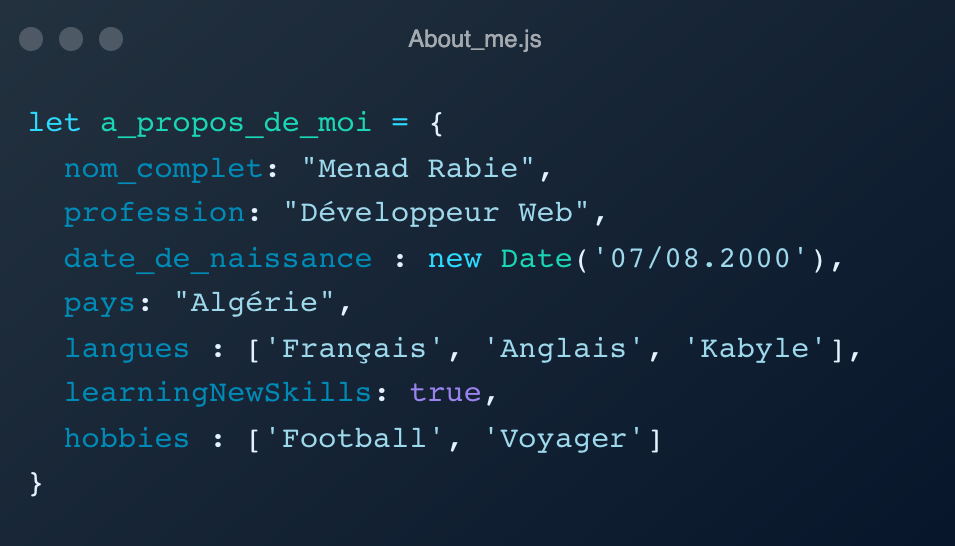 About_me.js
let a_propos_de_moi = {
nom_complet: "Menad Rabie",
profession: "Développeur Web",
date_de_naissance : new Date('07/08.2000'),
pays: "Algérie",
langues : ['Français', 'Anglais', 'Kabyle'],
learningNewSkills: true,
hobbies : ['Football', 'Voyager']
}